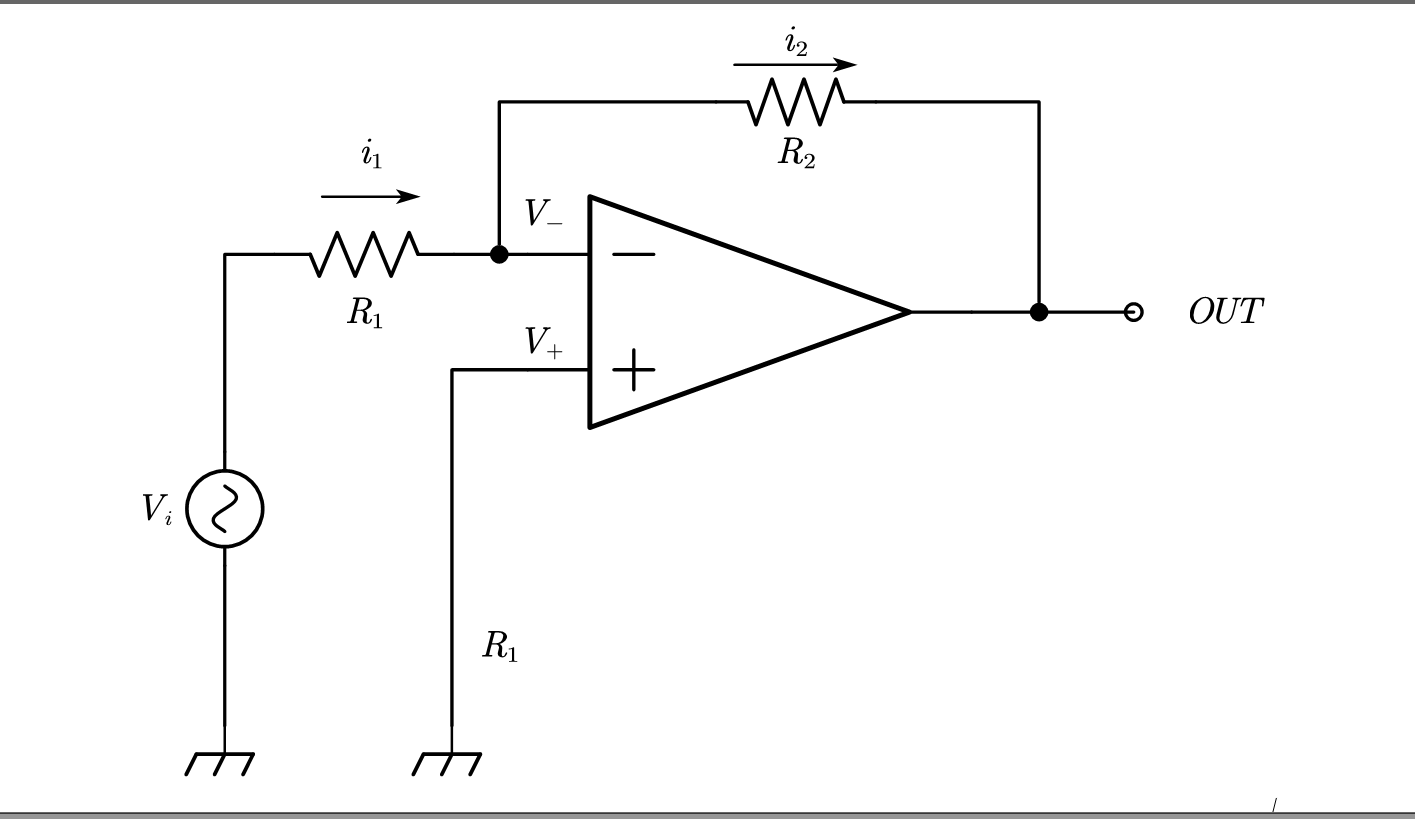 i₂
R₂
i₁
V₋
R₁
OUT
V₊
Vᵢ
R₁